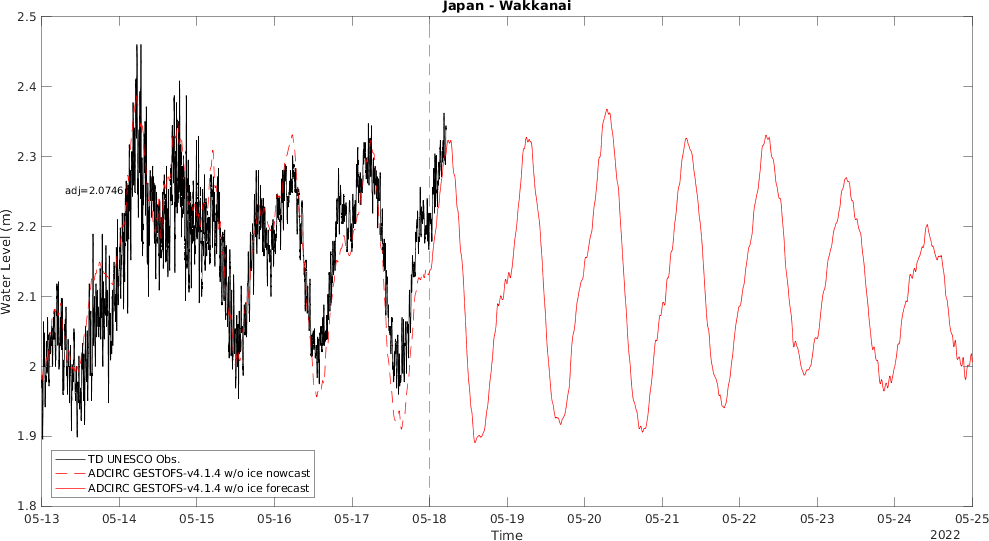 Japan - Wakkanai
2.5
2.4
2.3
2.2
2.1
2
1.9
1.8
Water Level (m)
adj=2.0746
TD UNESCO Obs.
ADCIRC GESTOFS-v4.1.4 w/o ice nowcast
ADCIRC GESTOFS-v4.1.4 w/o ice forecast
05-13 05-14 05-15 05-16 05-17 05-18 05-19 05-20 05-21 05-22 05-23 05-24 05-25
Time
2022